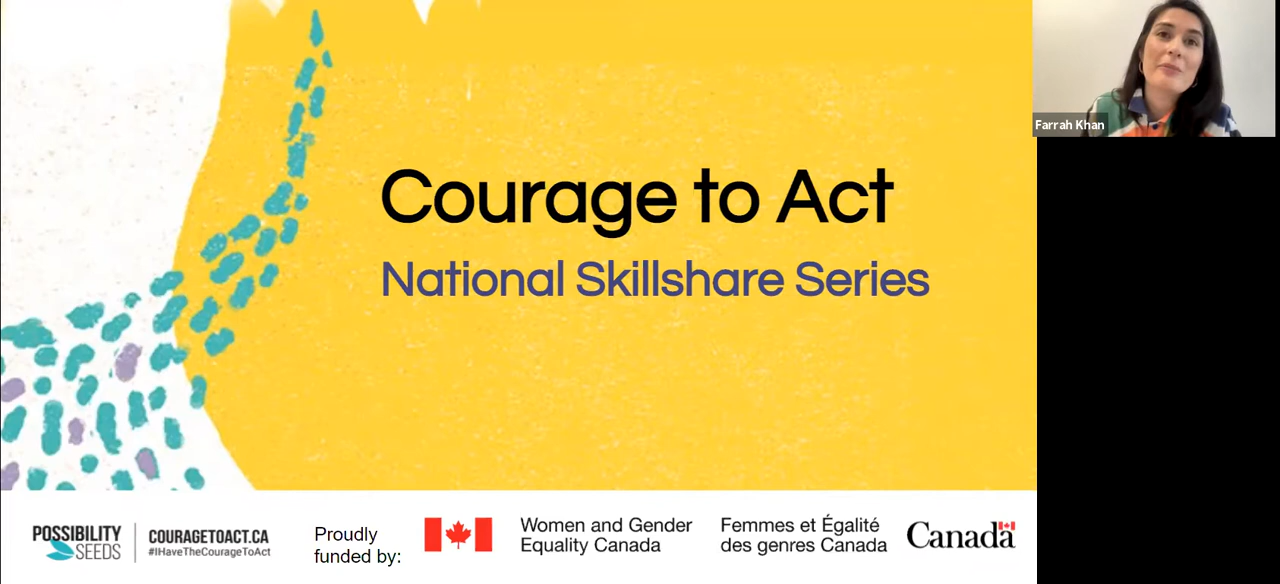 Courage to Act
National Skillshare Series
Farrah Khan
POSSIBILITY
SEEDS
COURAGETOACT.CA
#IHaveTheCourageToAct
Proudly
funded by:
Women and Gender
Equality Canada
Femmes et Égalité
des genres Canada
Canada